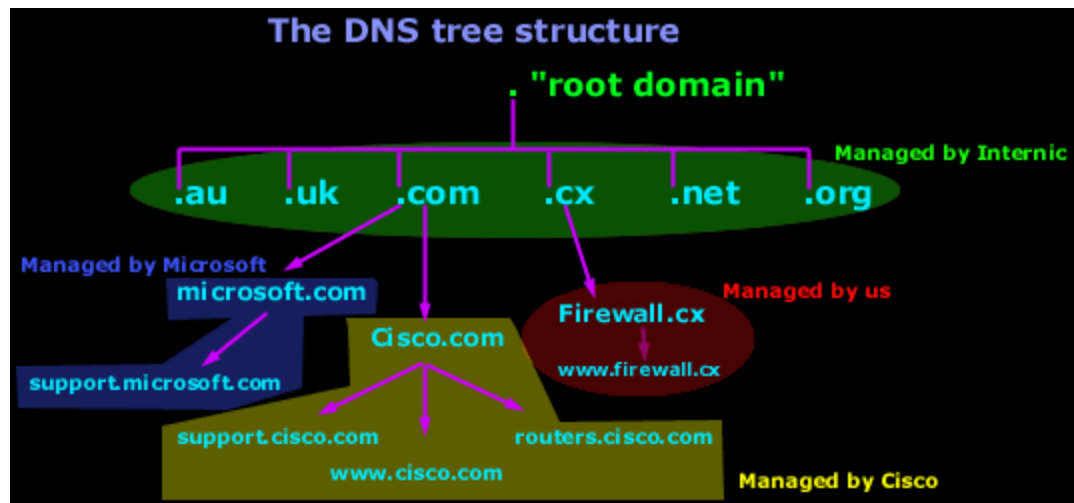 The DNS tree structure
. "root domain"
Managed by Internic
.au .uk .com .cx .net .org
Managed by Microsoft
microsoft.com
Managed by us
Firewall.cx
Cisco.com
www.firewall.cx
support.microsoft.com
support.cisco.com
routers.cisco.com
www.cisco.com
Managed by Cisco